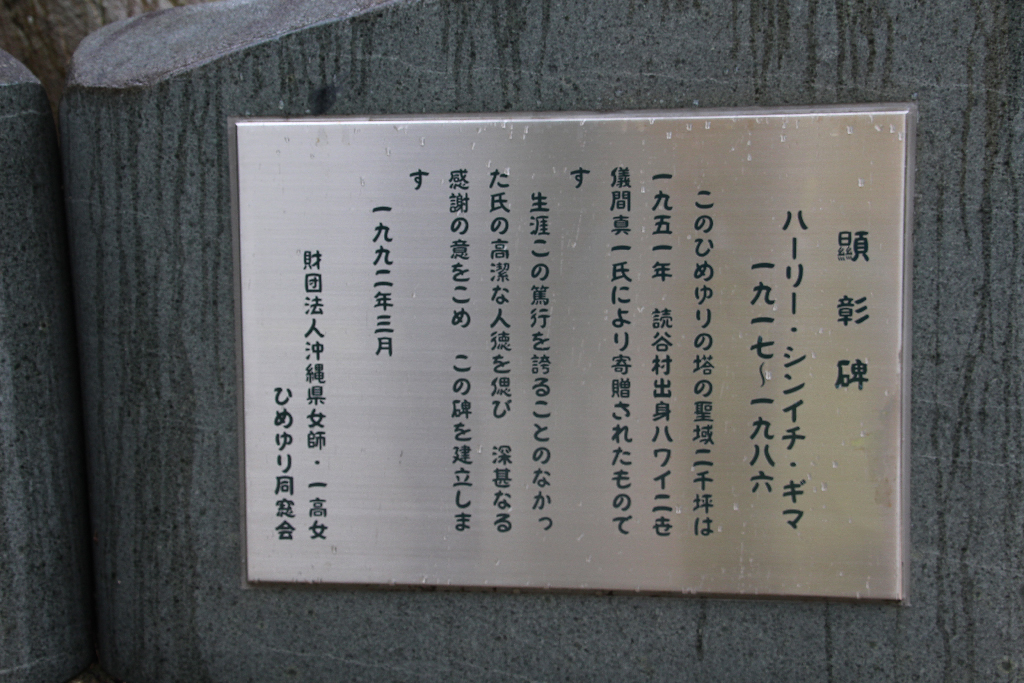 顯彰碑
ハーリー・シンイチ・ギマ
一九一七~一九八六
このひめゆりの塔の聖域二千坪は
一九五一年 読谷村出身ハワイ二世
儀間真一氏により寄贈されたもので
す
生涯この篤行を誇ることのなかっ
た氏の高潔な人徳を偲び 深甚なる
感謝の意をこめ この碑を建立しま
す
一九九二年三月
財団法人沖縄県女師・一高女
ひめゆり同窓会